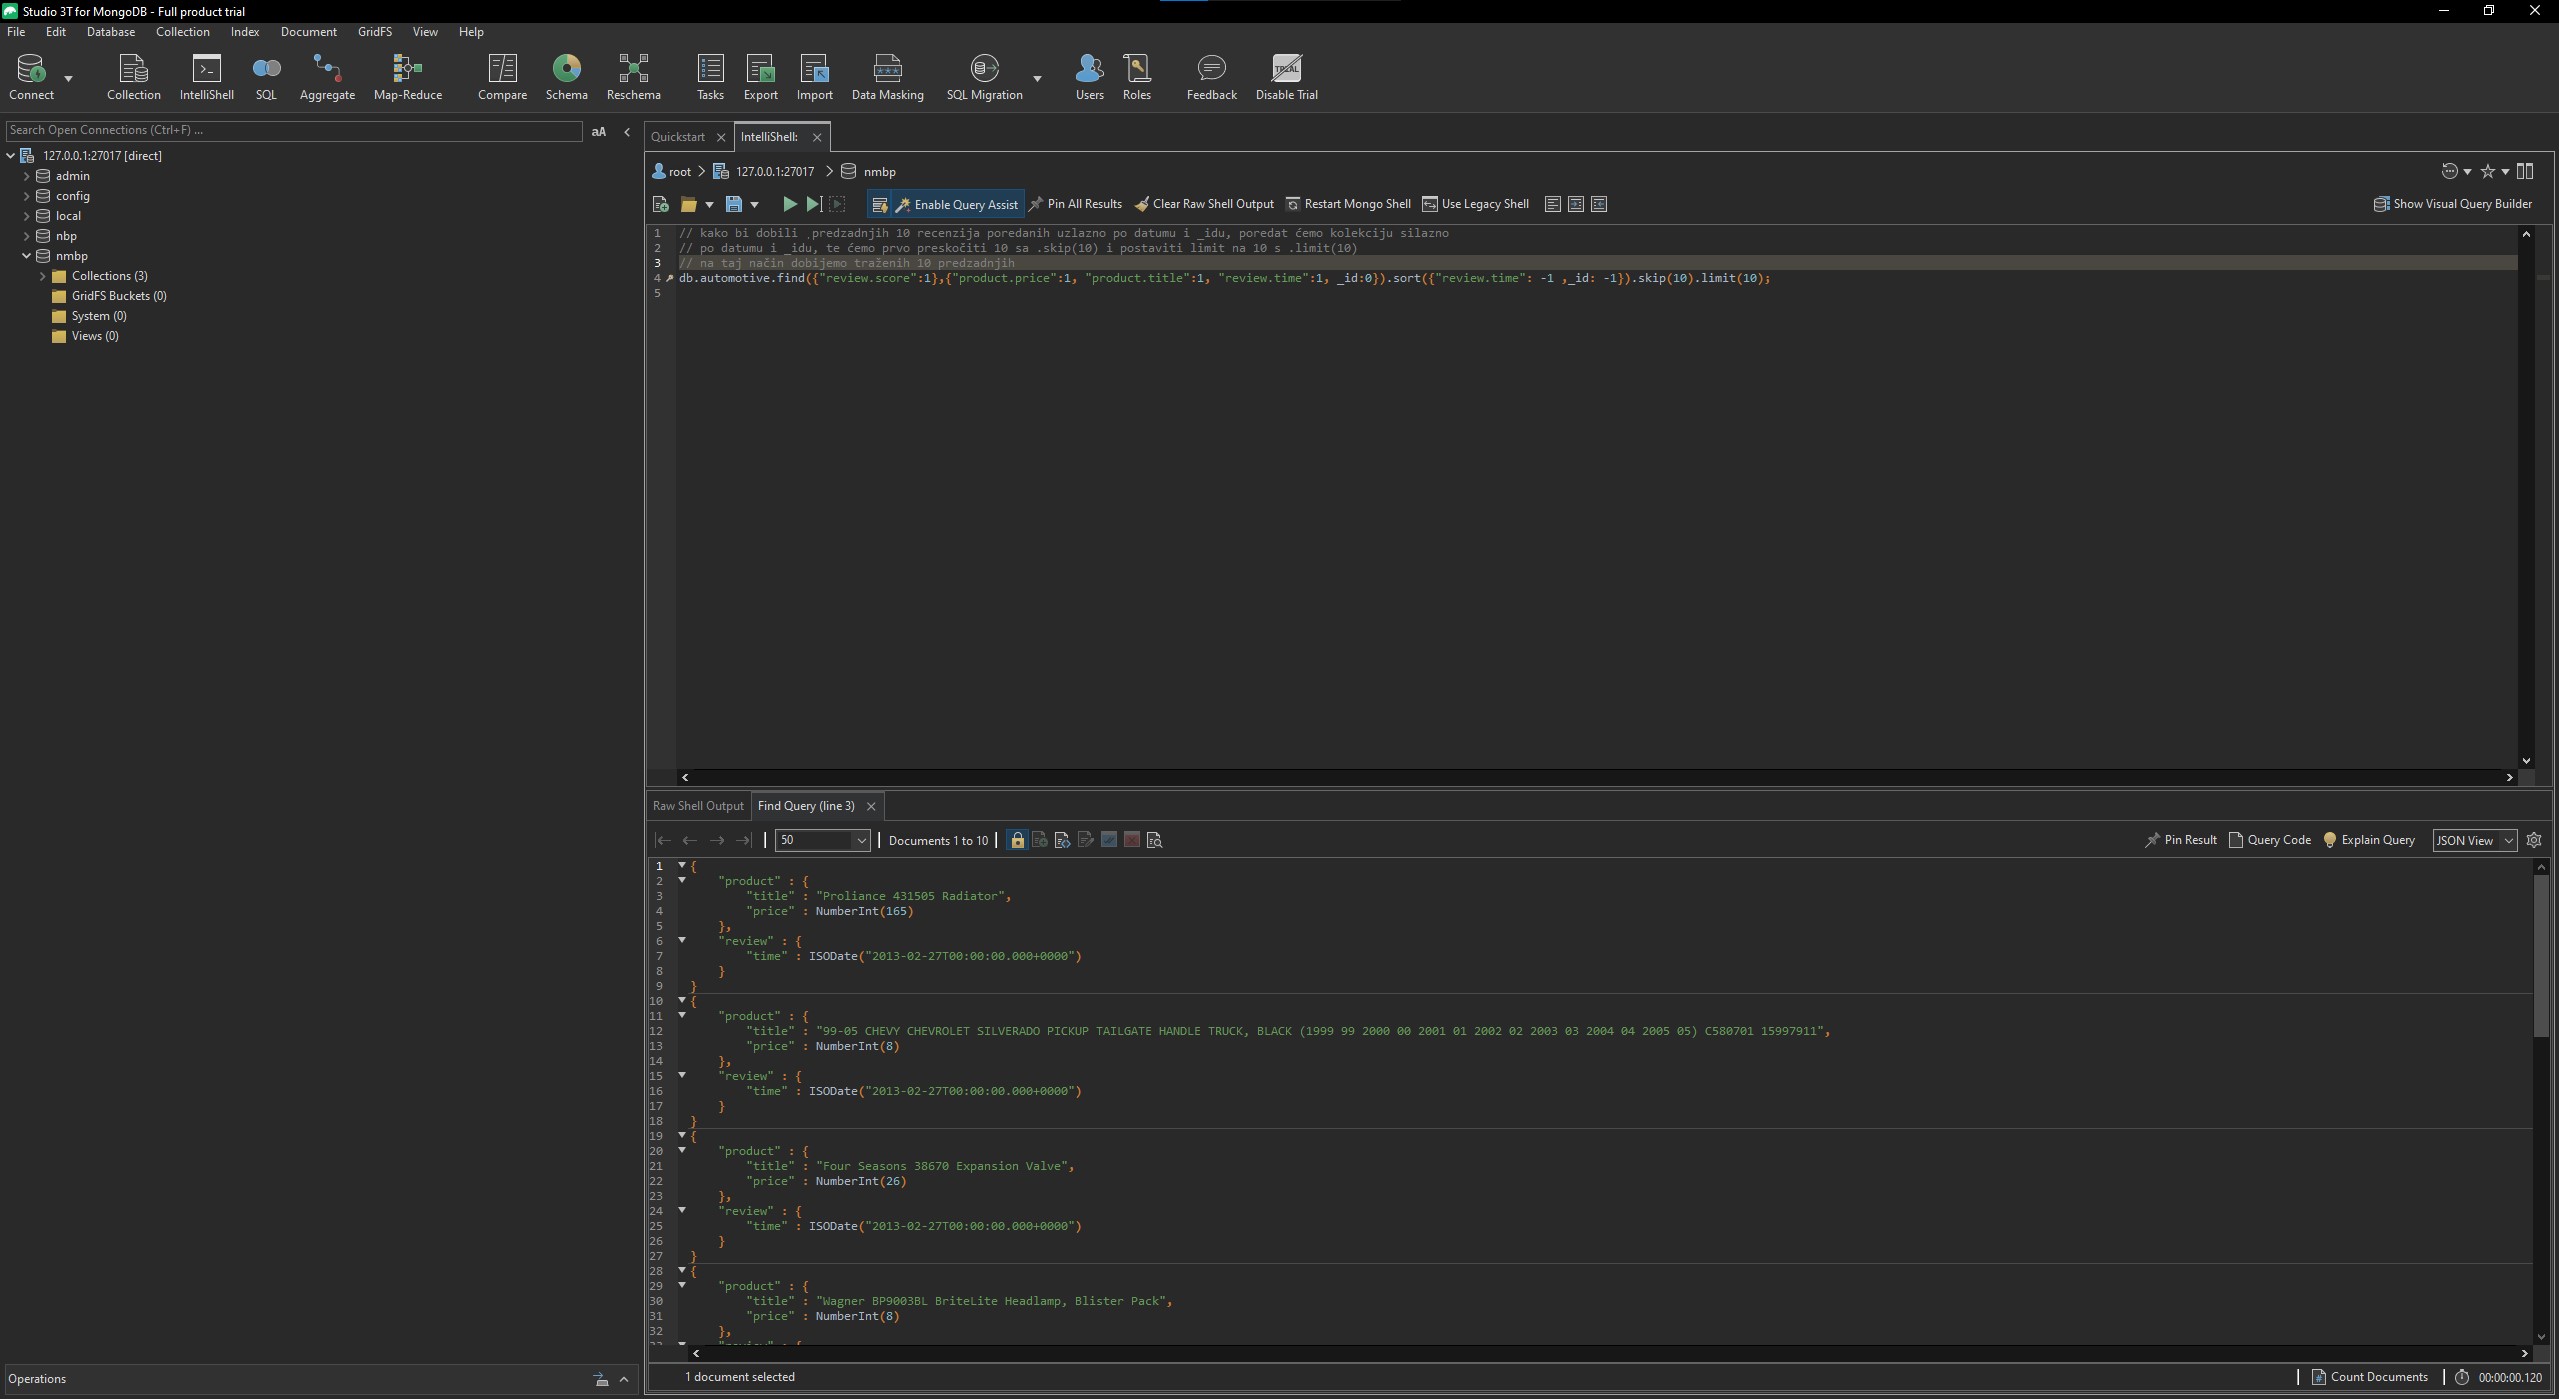 Studio 3T for MongoDB - Full product trial
File Edit Database Collection Index Document GridFS View Help
Connect Collection IntelliShell SQL Aggregate Map-Reduce Compare Schema Reschema Tasks Export Import Data Masking SQL Migration Users Roles Feedback Disable Trial
Search Open Connections (Ctrl+F) ... aA
127.0.0.1:27017 [direct]
admin
config
local
nbp
nmbp
Collections (3)
GridFS Buckets (0)
System (0)
Views (0)
Operations
Quickstart IntelliShell:
root 127.0.0.1:27017 nmbp
Enable Query Assist Pin All Results Clear Raw Shell Output Restart Mongo Shell Use Legacy Shell Show Visual Query Builder
1 // kako bi dobili predzadnjih 10 recenzija poredanih uzlazno po datumu i _idu, poredat ćemo kolekciju silazno
2 // po datumu i _idu, te ćemo prvo preskočiti 10 sa .skip(10) i postaviti limit na 10 s .limit(10)
3 // na taj način dobijemo traženih 10 predzadnjih
4 db.automotive.find({"review.score":1},{"product.price":1, "product.title":1, "review.time":1, _id:0}).sort({"review.time": -1 ,_id: -1}).skip(10).limit(10);
5
Raw Shell Output Find Query (line 3)
50 Documents 1 to 10 Pin Result Query Code Explain Query JSON View
1 {
2 "product" : {
3 "title" : "Proliance 431505 Radiator",
4 "price" : NumberInt(165)
5 },
6 "review" : {
7 "time" : ISODate("2013-02-27T00:00:00.000+0000")
8 }
9 }
10 {
11 "product" : {
12 "title" : "99-05 CHEVY CHEVROLET SILVERADO PICKUP TAILGATE HANDLE TRUCK, BLACK (1999 99 2000 00 2001 01 2002 02 2003 03 2004 04 2005 05) C580701 15997911",
13 "price" : NumberInt(8)
14 },
15 "review" : {
16 "time" : ISODate("2013-02-27T00:00:00.000+0000")
17 }
18 }
19 {
20 "product" : {
21 "title" : "Four Seasons 38670 Expansion Valve",
22 "price" : NumberInt(26)
23 },
24 "review" : {
25 "time" : ISODate("2013-02-27T00:00:00.000+0000")
26 }
27 }
28 {
29 "product" : {
30 "title" : "Wagner BP9003BL BriteLite Headlamp, Blister Pack",
31 "price" : NumberInt(8)
32 },
1 document selected Count Documents 00:00:00.120